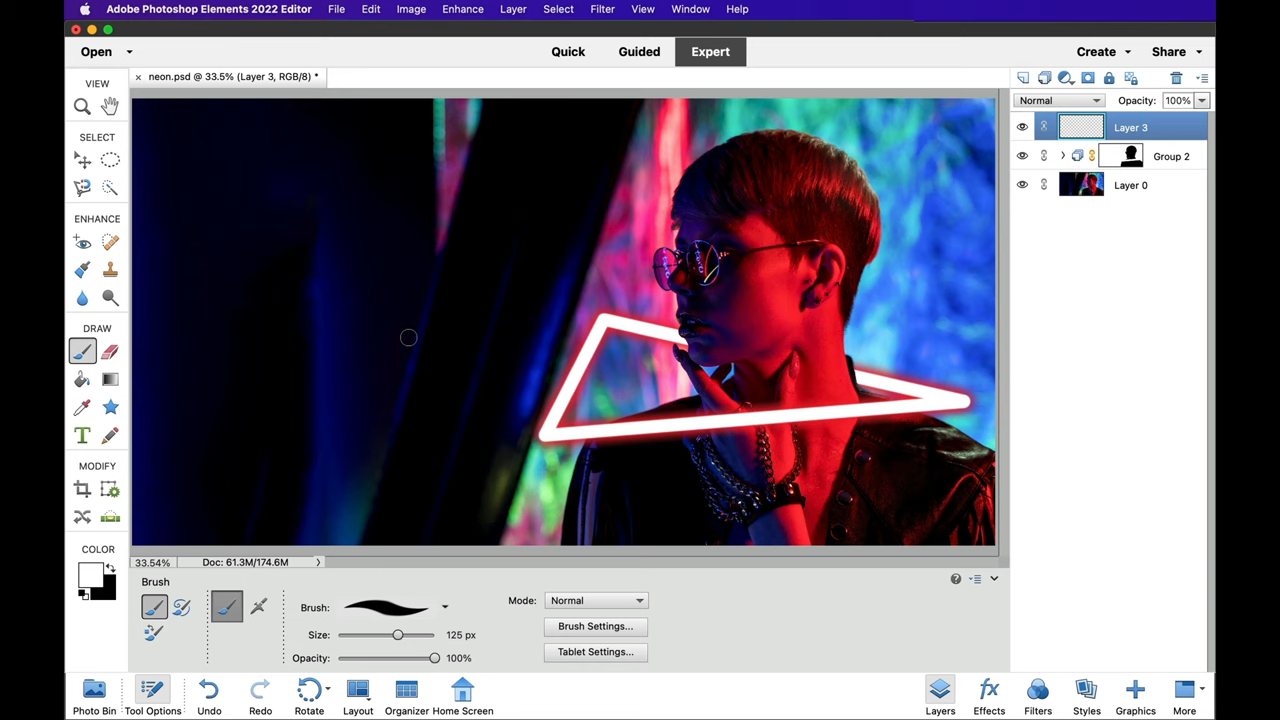 Adobe Photoshop Elements 2022 Editor File Edit Image Enhance Layer Select Filter View Window Help
Open Quick Guided Expert Create Share
VIEW
neon.psd @ 33.5% (Layer 3, RGB/8) *
Normal Opacity: 100%
Layer 3
SELECT
Group 2
Layer 0
ENHANCE
DRAW
T
MODIFY
COLOR
33.54% Doc: 61.3M/174.6M
Brush
Brush: Mode: Normal
Size: 125 px Brush Settings...
Opacity: 100% Tablet Settings...
Photo Bin Tool Options Undo Redo Rotate Layout Organizer Home Screen Layers Effects Filters Styles Graphics More